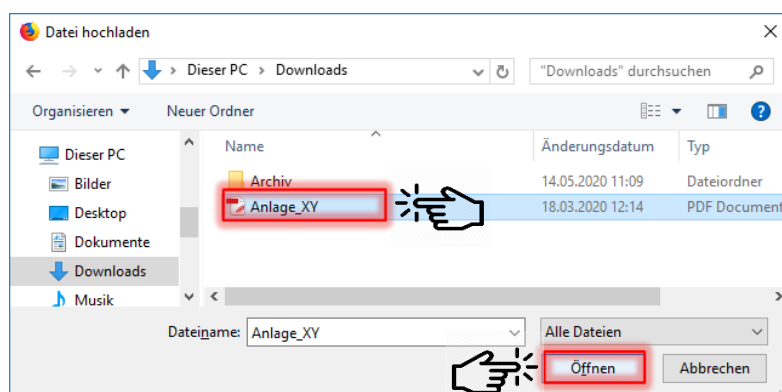 Datei hochladen
Dieser PC > Downloads
"Downloads" durchsuchen
Organisieren
Neuer Ordner
Name
Änderungsdatum
Typ
Dieser PC
Bilder
Desktop
Dokumente
Downloads
Musik
Archiv
14.05.2020 11:09
Dateiordner
Anlage_XY
18.03.2020 12:14
PDF Document
Dateiname: Anlage_XY
Alle Dateien
Öffnen
Abbrechen